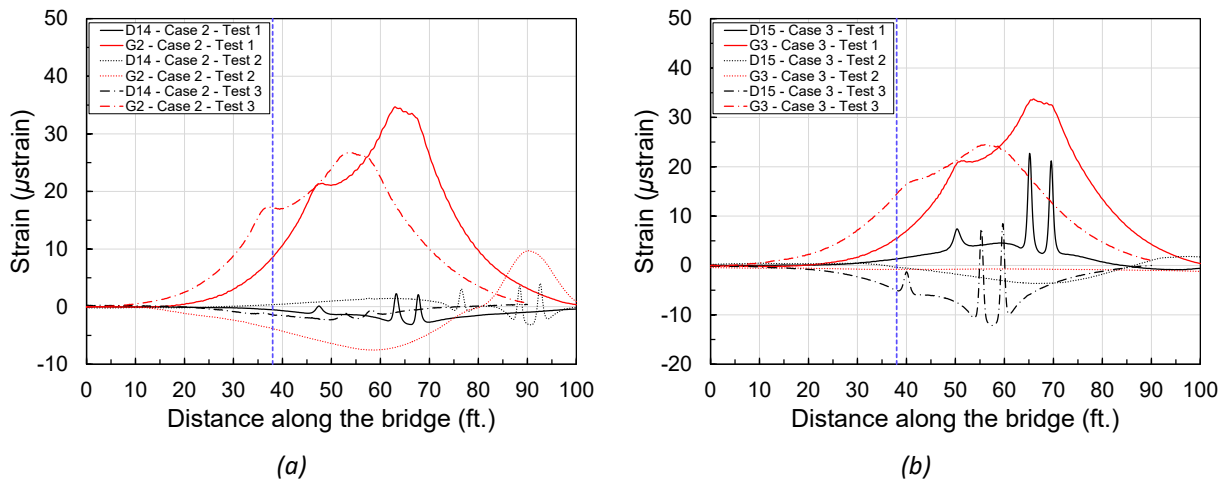 50
40
30
20
10
0
-10
Strain (µstrain)
D14 - Case 2 - Test 1
G2 - Case 2 - Test 1
D14 - Case 2 - Test 2
G2 - Case 2 - Test 2
D14 - Case 2 - Test 3
G2 - Case 2 - Test 3
0 10 20 30 40 50 60 70 80 90 100
Distance along the bridge (ft.)
(a)
50
40
30
20
10
0
-10
-20
Strain (µstrain)
D15 - Case 3 - Test 1
G3 - Case 3 - Test 1
D15 - Case 3 - Test 2
G3 - Case 3 - Test 2
D15 - Case 3 - Test 3
G3 - Case 3 - Test 3
0 10 20 30 40 50 60 70 80 90 100
Distance along the bridge (ft.)
(b)